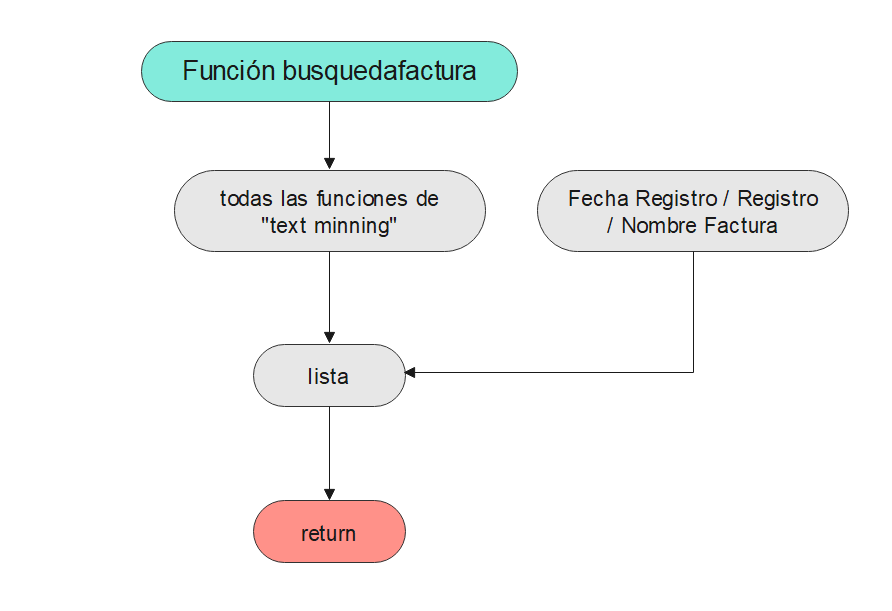 Función busquedafactura
todas las funciones de
"text minning"
Fecha Registro / Registro
/ Nombre Factura
lista
return